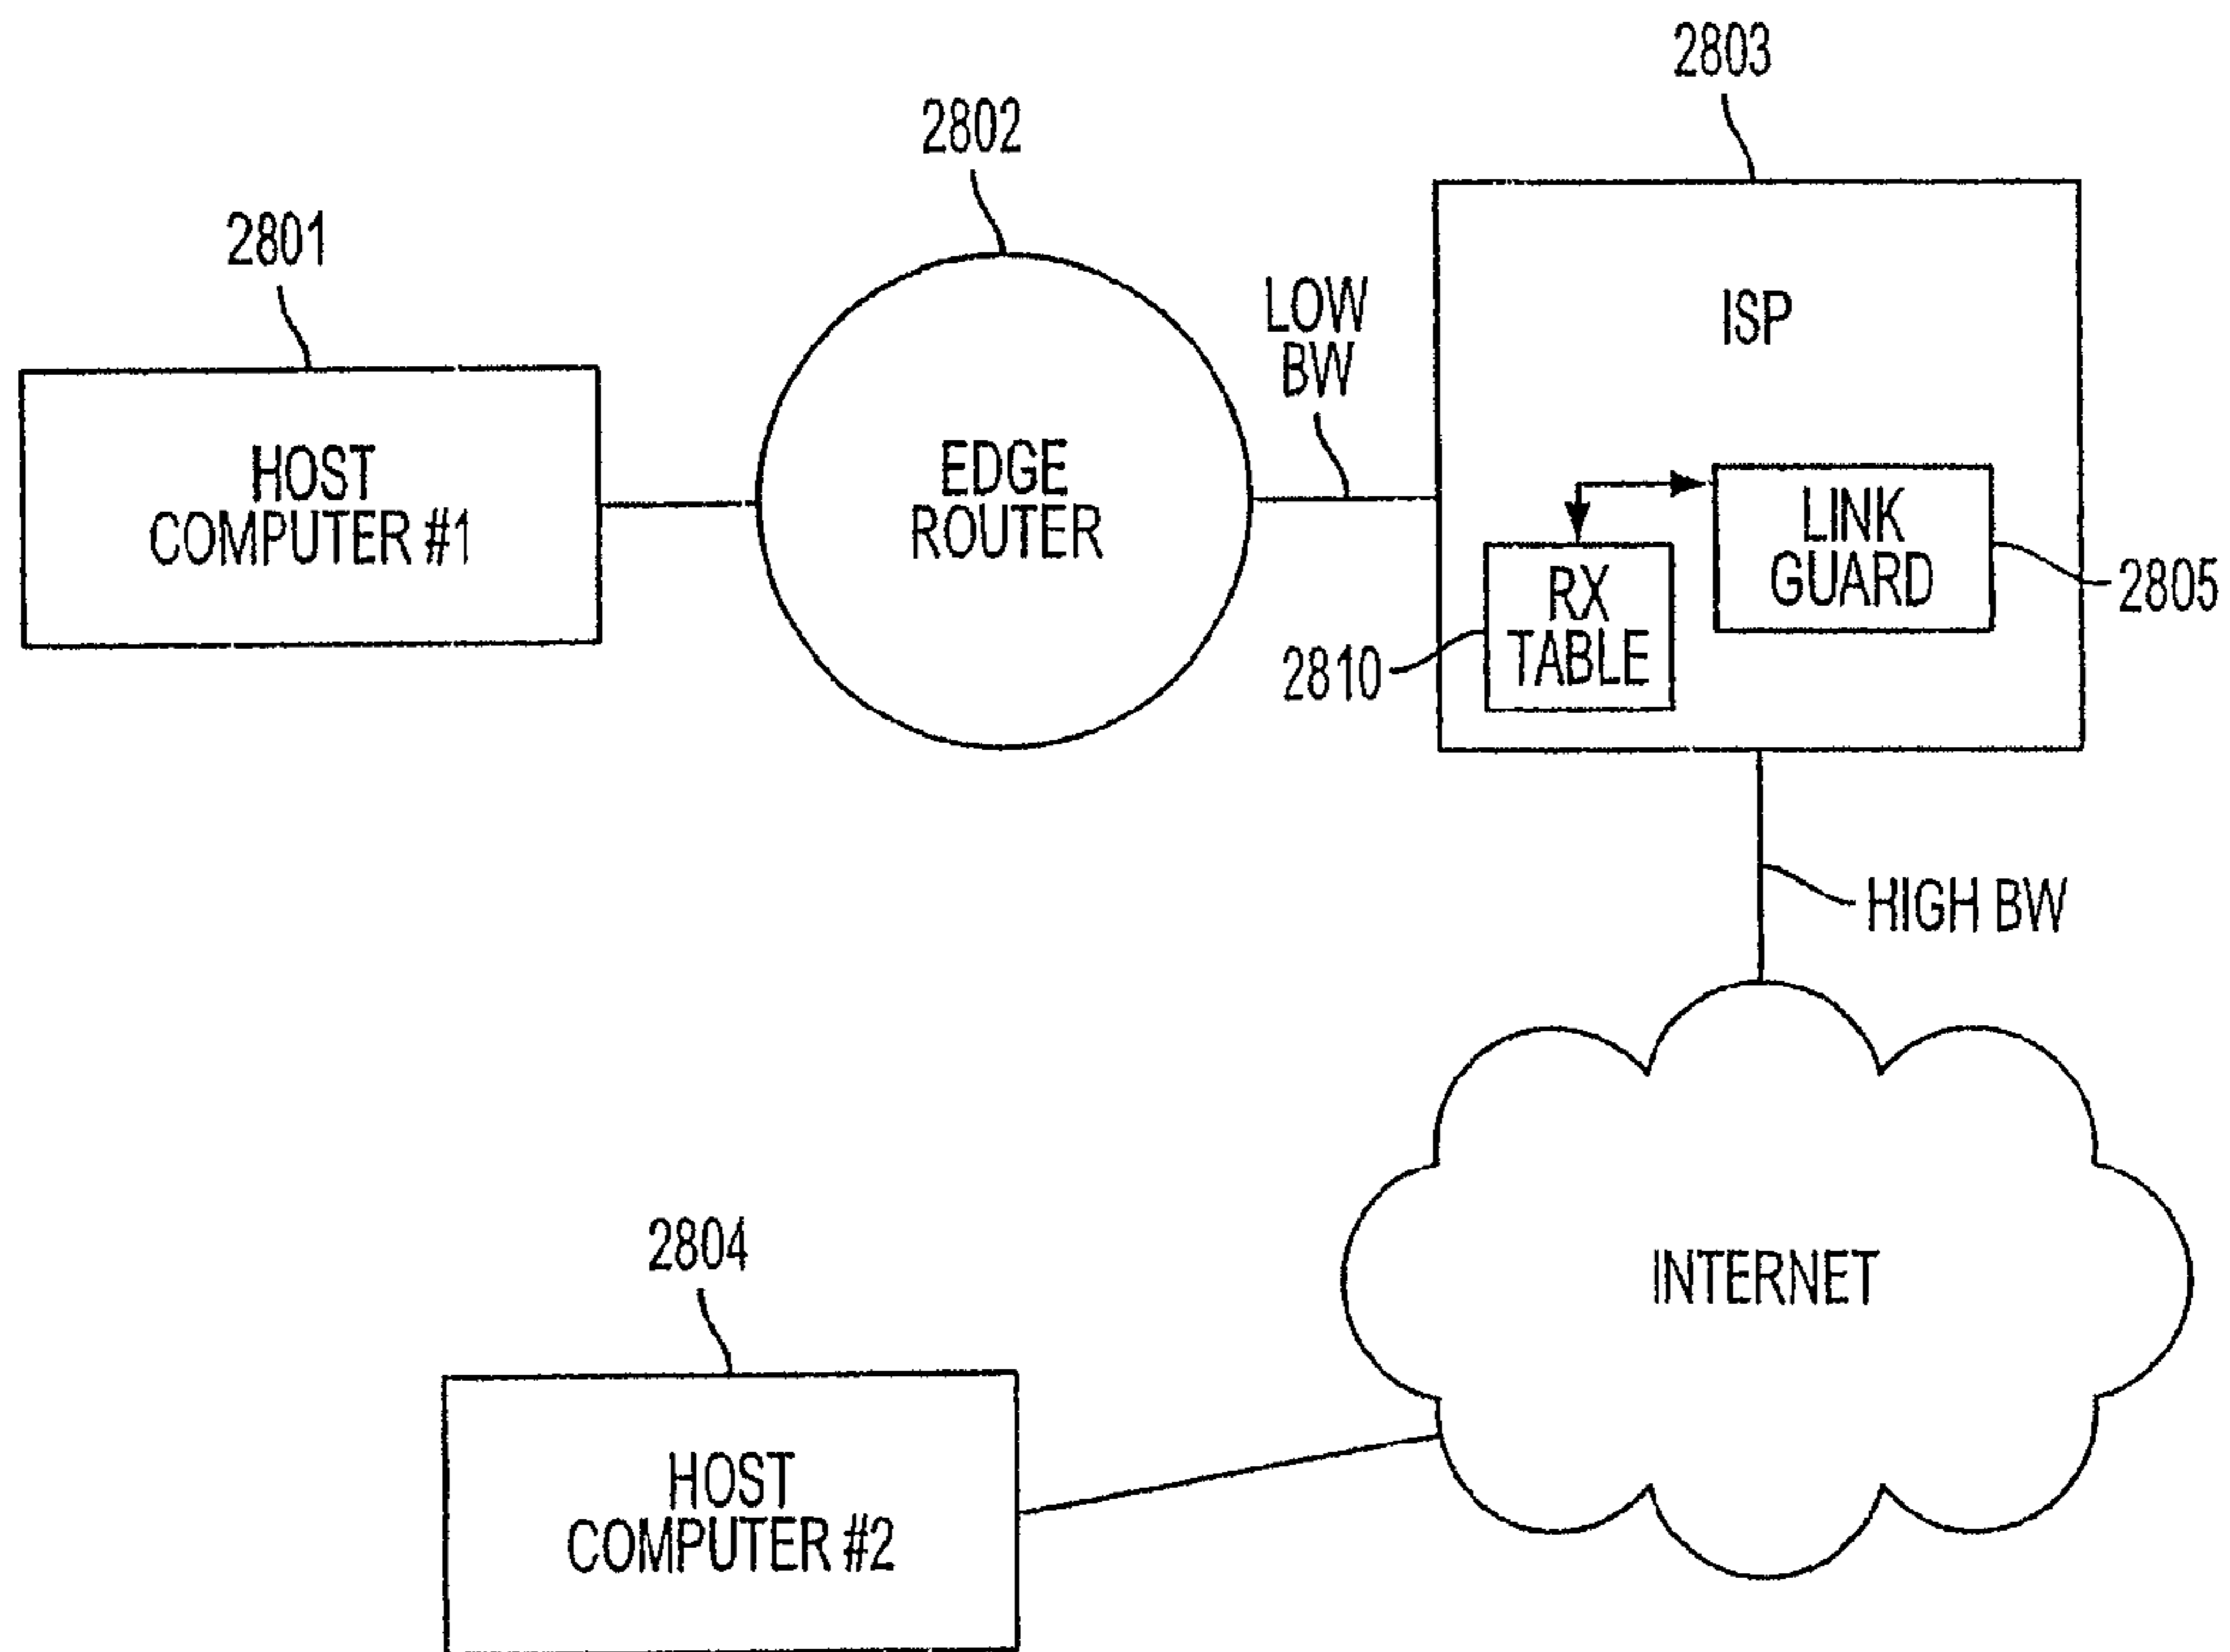 2803
2802
2801
LOW
BW
ISP
HOST
COMPUTER #1
EDGE
ROUTER
LINK
GUARD
2805
RX
TABLE
2810
HIGH BW
INTERNET
2804
HOST
COMPUTER #2